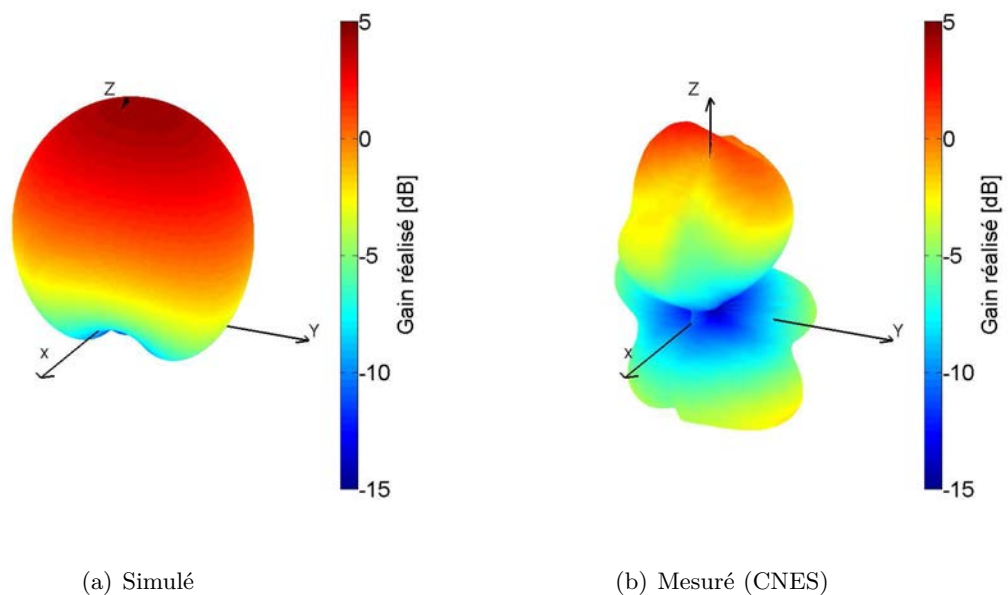 5
0
-5
-10
-15
Gain réalisé [dB]
Z
Y
x
5
0
-5
-10
-15
Gain réalisé [dB]
Z
Y
x
(a) Simulé
(b) Mesuré (CNES)